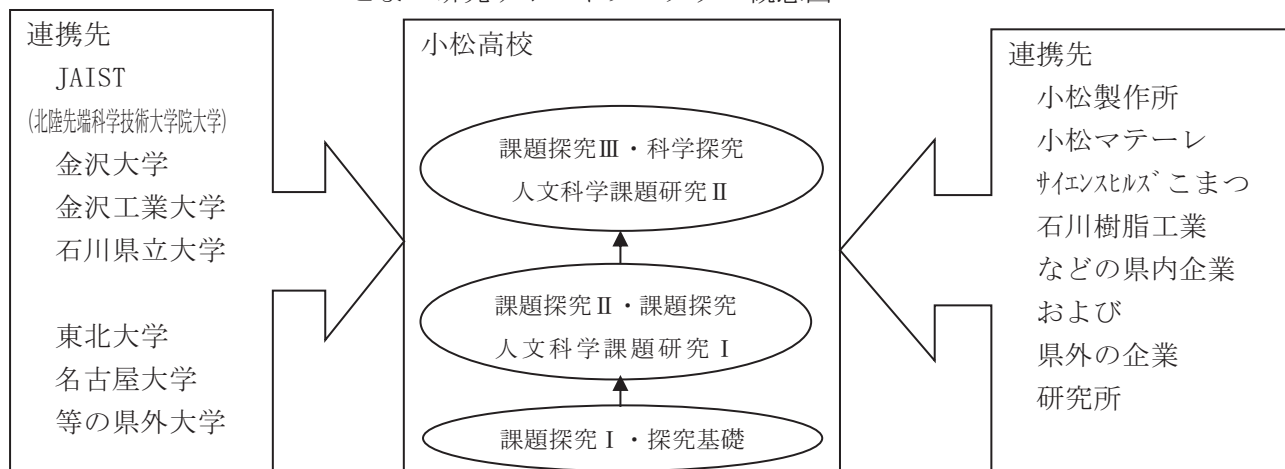 連携先
JAIST
(北陸先端科学技術大学院大学)
金沢大学
金沢工業大学
石川県立大学
東北大学
名古屋大学
等の県外大学
小松高校
課題探究Ⅲ・科学探究
人文科学課題研究Ⅱ
課題探究Ⅱ・課題探究
人文科学課題研究Ⅰ
課題探究Ⅰ・探究基礎
連携先
小松製作所
小松マテーレ
ｻｲｴﾝｽﾋﾙｽﾞこまつ
石川樹脂工業
などの県内企業
および
県外の企業
研究所